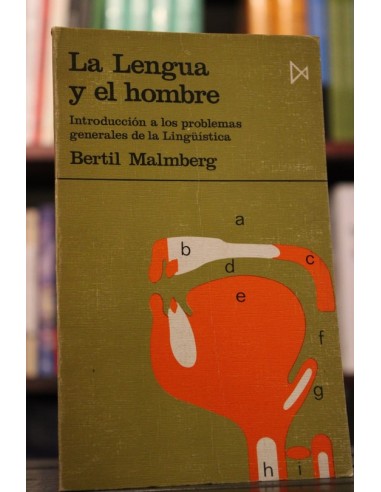 La Lengua
y el hombre
Introducción a los problemas
generales de la Lingüística
Bertil Malmberg
a
b
c
d
e
f
g
h
i